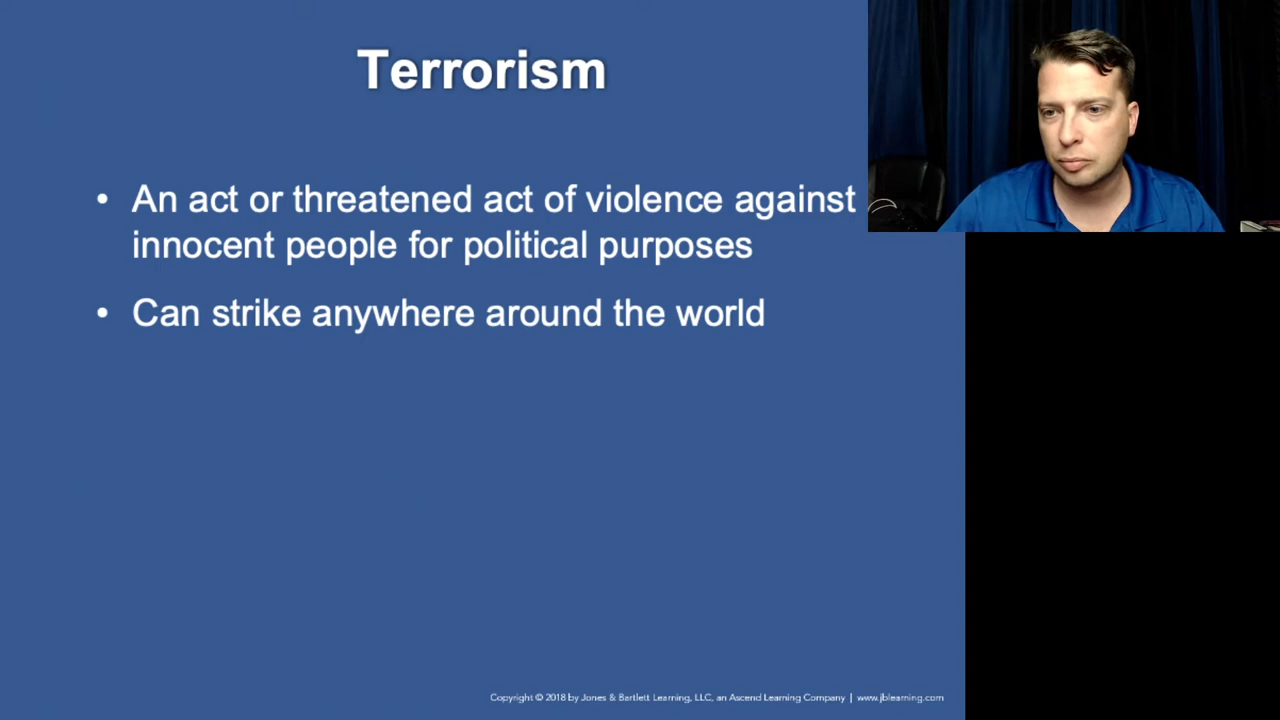 Terrorism
• An act or threatened act of violence against
innocent people for political purposes
• Can strike anywhere around the world
Copyright © 2018 by Jones & Bartlett Learning, LLC, an Ascend Learning Company | www.jblearning.com